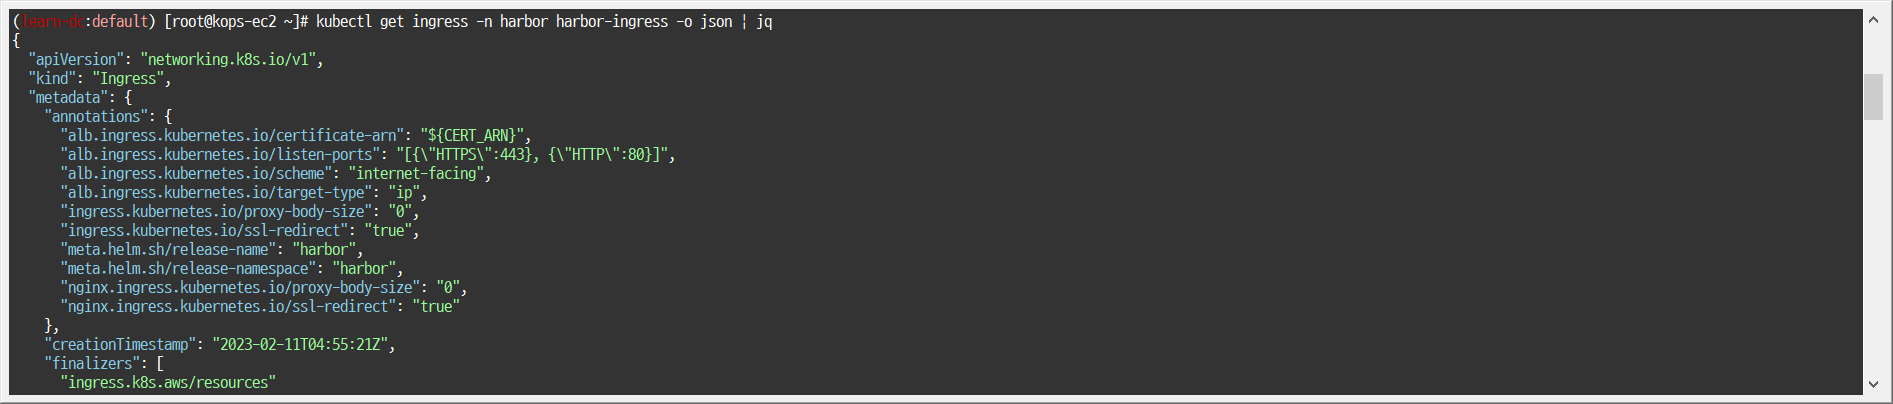 (learn-dc:default) [root@kops-ec2 ~]# kubectl get ingress -n harbor harbor-ingress -o json | jq
{
  "apiVersion": "networking.k8s.io/v1",
  "kind": "Ingress",
  "metadata": {
    "annotations": {
      "alb.ingress.kubernetes.io/certificate-arn": "${CERT_ARN}",
      "alb.ingress.kubernetes.io/listen-ports": "[{\"HTTPS\":443}, {\"HTTP\":80}]",
      "alb.ingress.kubernetes.io/scheme": "internet-facing",
      "alb.ingress.kubernetes.io/target-type": "ip",
      "ingress.kubernetes.io/proxy-body-size": "0",
      "ingress.kubernetes.io/ssl-redirect": "true",
      "meta.helm.sh/release-name": "harbor",
      "meta.helm.sh/release-namespace": "harbor",
      "nginx.ingress.kubernetes.io/proxy-body-size": "0",
      "nginx.ingress.kubernetes.io/ssl-redirect": "true"
    },
    "creationTimestamp": "2023-02-11T04:55:21Z",
    "finalizers": [
      "ingress.k8s.aws/resources"